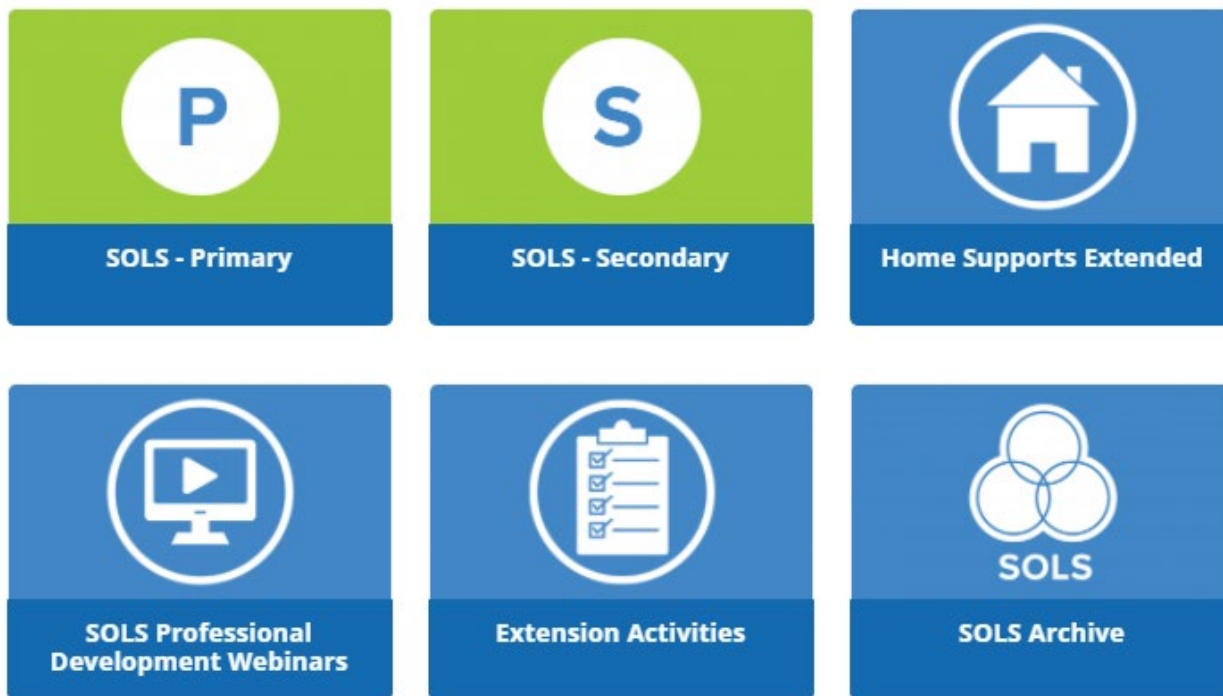 P
S
SOLS - Primary
SOLS - Secondary
Home Supports Extended
SOLS
SOLS Professional
Development Webinars
Extension Activities
SOLS Archive